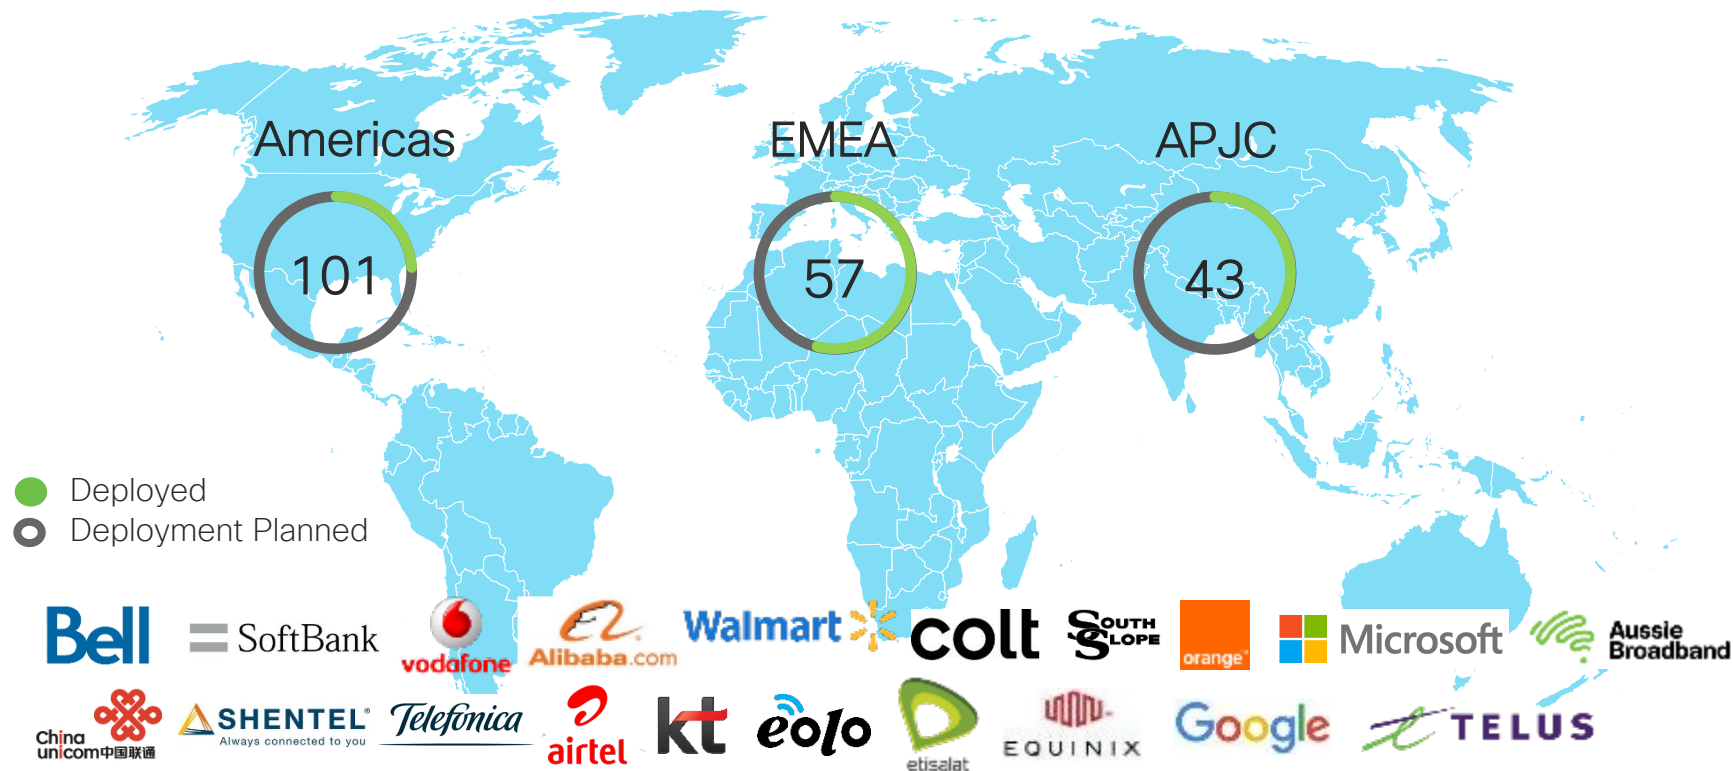 Americas
EMEA
APJC
101
57
43
Deployed
Deployment Planned
Bell
SoftBank
vodafone
Alibaba.com
Walmart
colt
SOUTH
SLOPE
orange
Microsoft
Aussie
Broadband
China
unicom中国联通
SHENTEL®
Always connected to you
Telefónica
airtel
kt
eolo
etisalat
EQUINIX
Google
TELUS